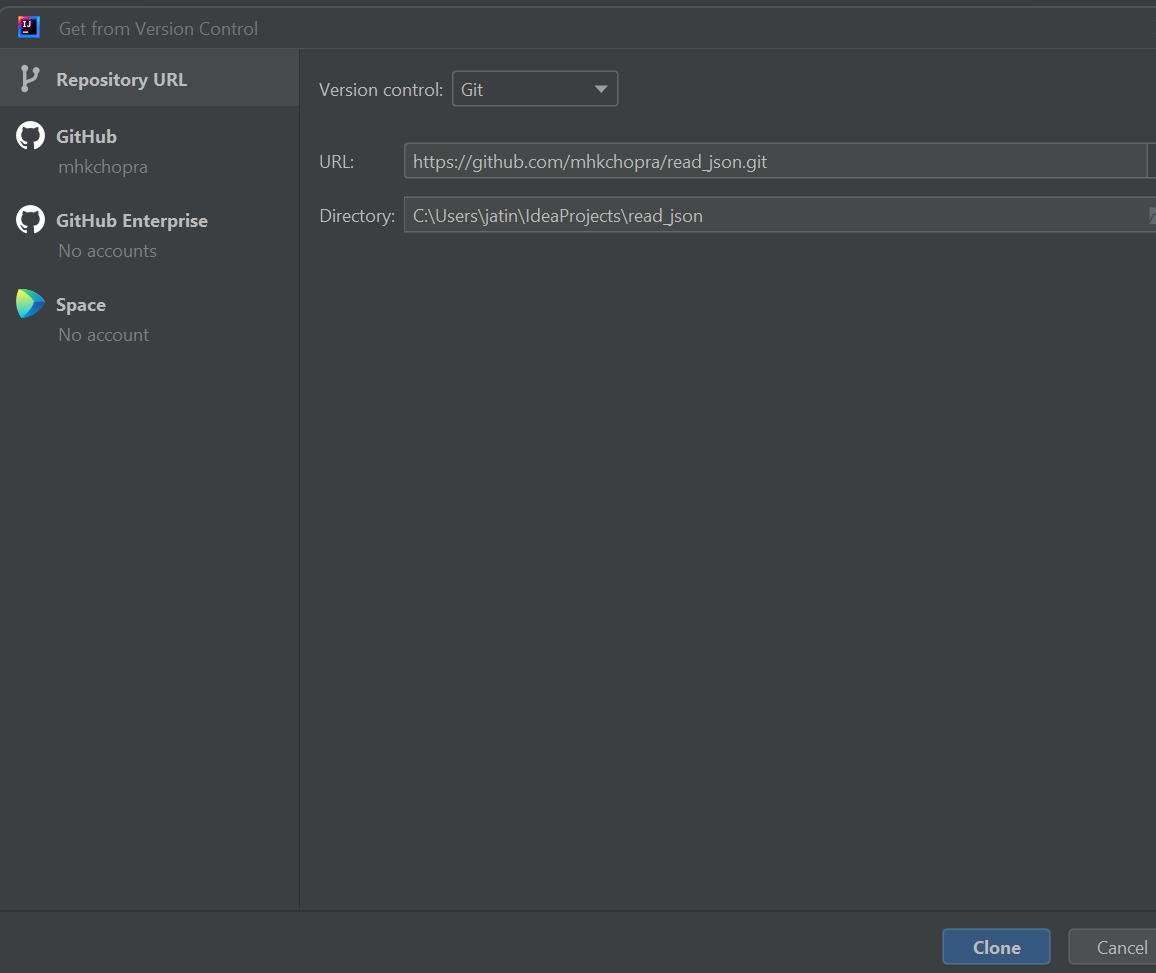 IJ
Get from Version Control
Repository URL
GitHub
mhkchopra
GitHub Enterprise
No accounts
Space
No account
Version control: Git
URL: https://github.com/mhkchopra/read_json.git
Directory: C:\Users\jatin\IdeaProjects\read_json
Clone Cancel